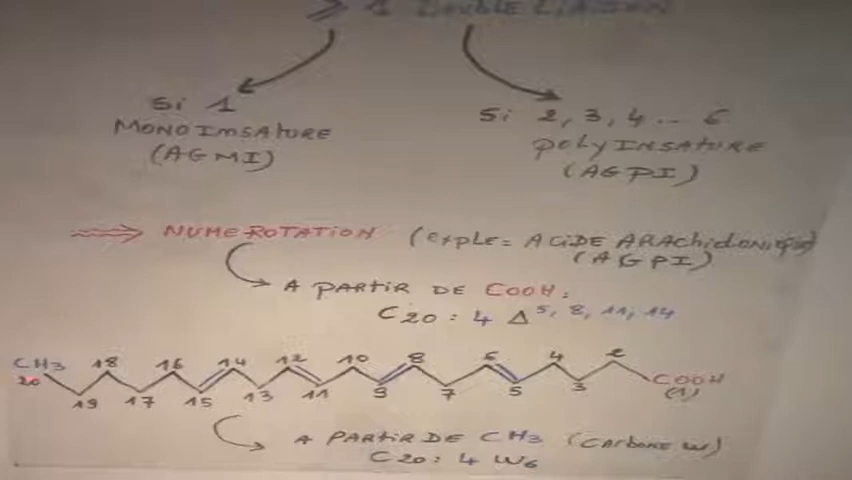 ≥ 1 DOUBLE LIAISON
Si 1
MONOINSATURE
(AGMI)
Si 2, 3, 4 ... 6
POLYINSATURE
(AGPI)
⇒ NUMEROTATION (exple = ACIDE ARAchidONIQUE)
(AGPI)
A PARTIR DE COOH :
C20 : 4 Δ 5, 8, 11, 14
CH3 18 16 14 12 10 8 6 4 2
20 19 17 15 13 11 9 7 5 3 COOH
(1)
A PARTIR DE CH3 (CARbONE w)
C20 : 4 w6